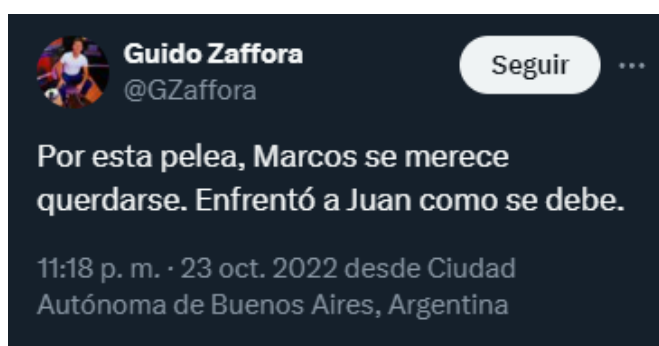 Guido Zaffora
@GZaffora
Seguir
Por esta pelea, Marcos se merece
querdarse. Enfrentó a Juan como se debe.
11:18 p. m. · 23 oct. 2022 desde Ciudad
Autónoma de Buenos Aires, Argentina